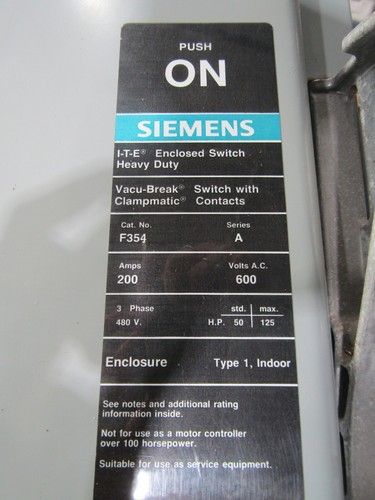 PUSH
ON
SIEMENS
I-T-E® Enclosed Switch
Heavy Duty
Vacu-Break® Switch with
Clampmatic® Contacts
Cat. No. Series
F354 A
Amps Volts A.C.
200 600
3 Phase std. max.
480 V. H.P. 50 125
Enclosure Type 1, Indoor
See notes and additional rating
information inside.
Not for use as a motor controller
over 100 horsepower.
Suitable for use as service equipment.